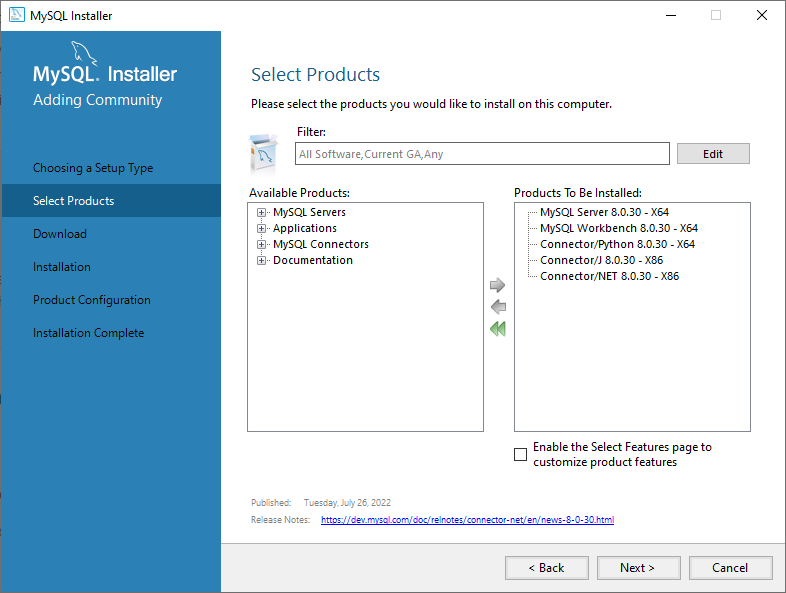 MySQL Installer
MySQL. Installer
Adding Community
Choosing a Setup Type
Select Products
Download
Installation
Product Configuration
Installation Complete
Select Products
Please select the products you would like to install on this computer.
Filter:
All Software,Current GA,Any
Edit
Available Products:
MySQL Servers
Applications
MySQL Connectors
Documentation
Products To Be Installed:
MySQL Server 8.0.30 - X64
MySQL Workbench 8.0.30 - X64
Connector/Python 8.0.30 - X64
Connector/J 8.0.30 - X86
Connector/NET 8.0.30 - X86
Enable the Select Features page to
customize product features
Published: Tuesday, July 26, 2022
Release Notes: https://dev.mysql.com/doc/relnotes/connector-net/en/news-8-0-30.html
< Back
Next >
Cancel